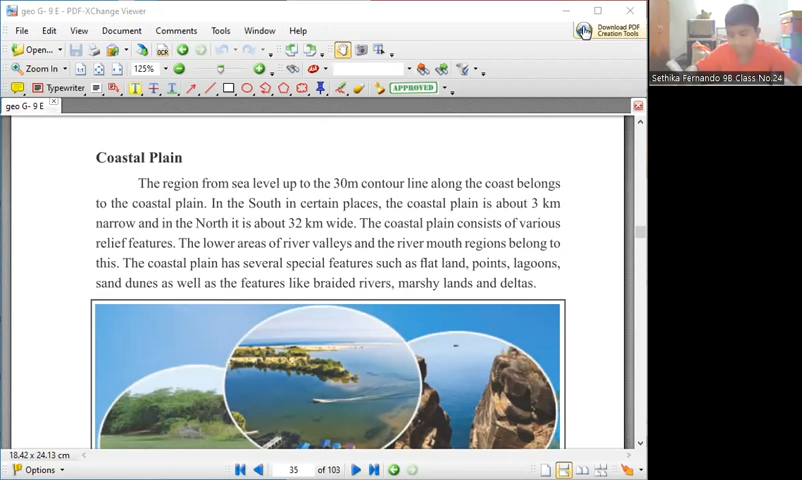 geo G- 9 E - PDF-XChange Viewer
File Edit View Document Comments Tools Window Help
Download PDF
Creation Tools
Open...
OCR
Zoom In 125%
Typewriter APPROVED
geo G- 9 E
Sethika Fernando 9B Class No.24
Coastal Plain
The region from sea level up to the 30m contour line along the coast belongs
to the coastal plain. In the South in certain places, the coastal plain is about 3 km
narrow and in the North it is about 32 km wide. The coastal plain consists of various
relief features. The lower areas of river valleys and the river mouth regions belong to
this. The coastal plain has several special features such as flat land, points, lagoons,
sand dunes as well as the features like braided rivers, marshy lands and deltas.
18.42 x 24.13 cm
Options 35 of 103